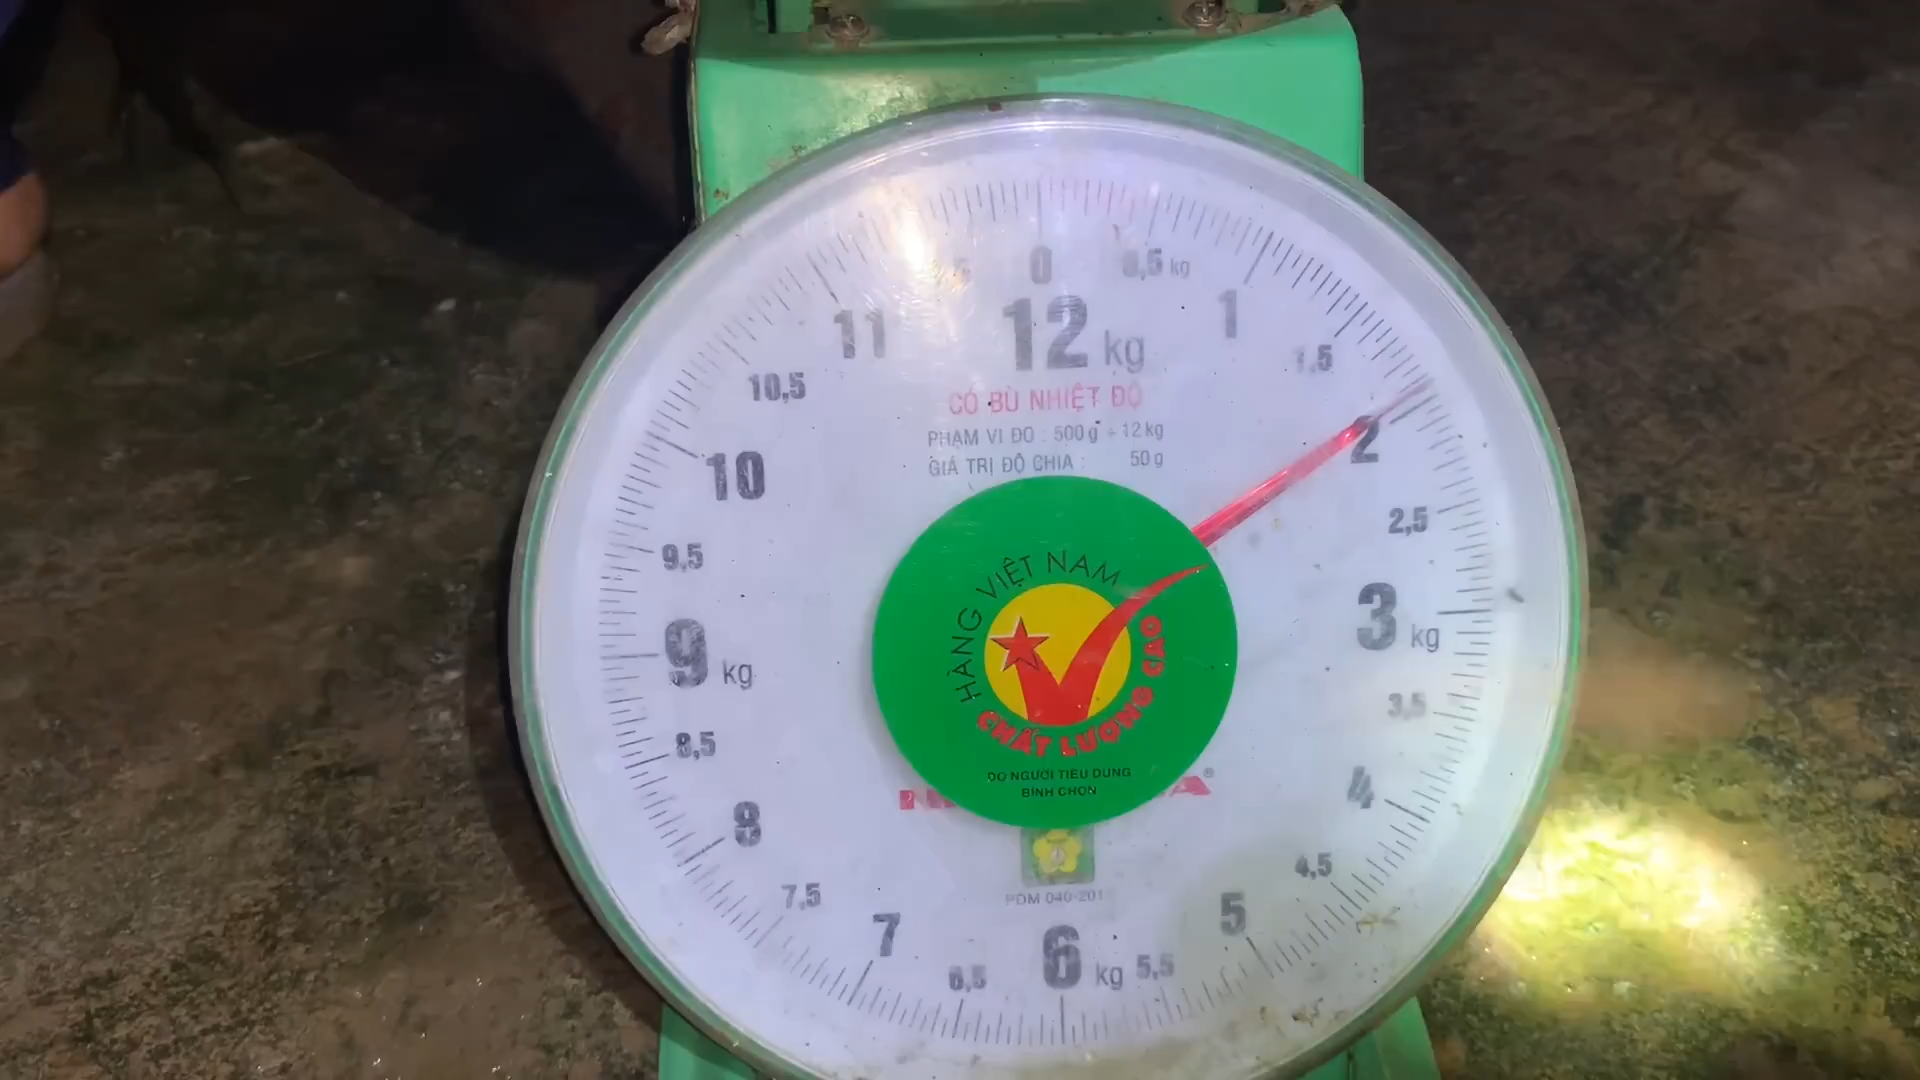 0
0,5 kg
11
12 kg
1
1,5
10,5
CÓ BÙ NHIỆT ĐỘ
PHẠM VI ĐO : 500 g ÷ 12 kg
GIÁ TRỊ ĐỘ CHIA : 50 g
2
10
2,5
9,5
HÀNG VIỆT NAM
CHẤT LƯỢNG CAO
3 kg
9 kg
3,5
8,5
DO NGƯỜI TIÊU DÙNG
BÌNH CHỌN
4
8
4,5
7,5
PDM 040-201
5
7
6 kg
5,5
6,5